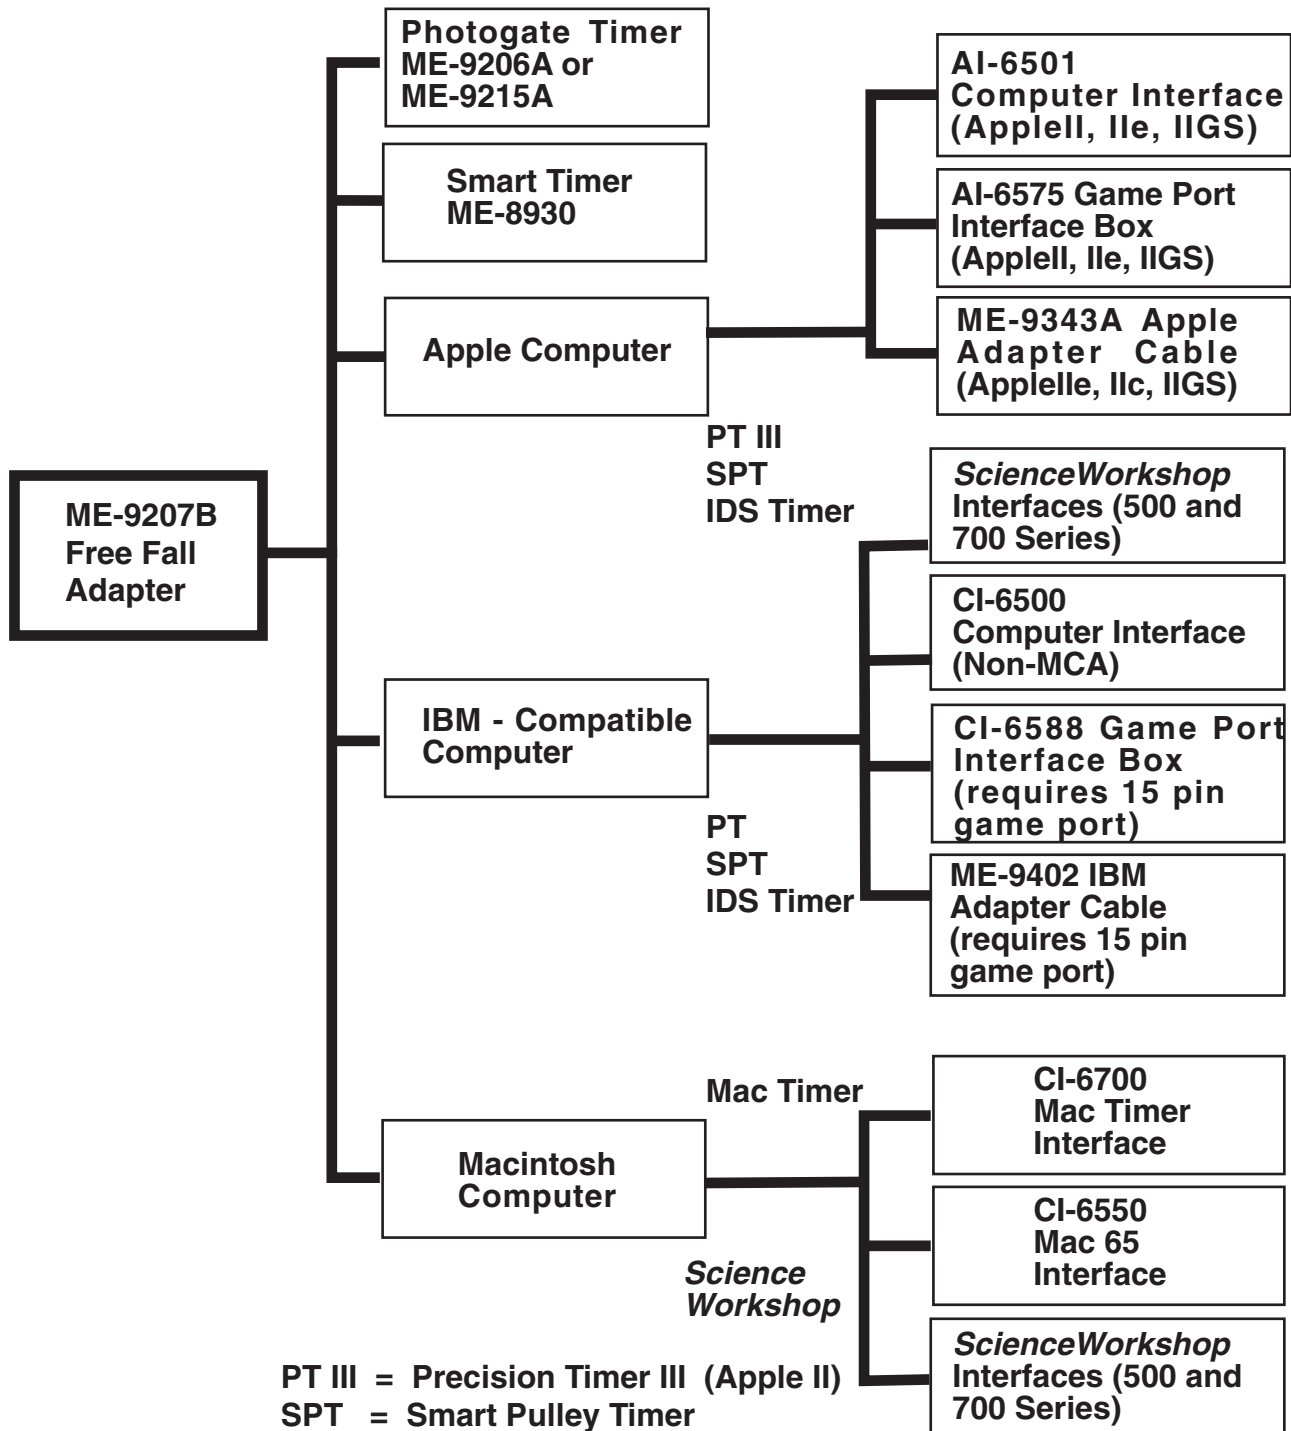 Photogate Timer
ME-9206A or
ME-9215A
Smart Timer
ME-8930
Apple Computer
AI-6501
Computer Interface
(AppleII, IIe, IIGS)
AI-6575 Game Port
Interface Box
(AppleII, IIe, IIGS)
ME-9343A Apple
Adapter Cable
(AppleIIe, IIc, IIGS)
PT III
SPT
IDS Timer
ME-9207B
Free Fall
Adapter
ScienceWorkshop
Interfaces (500 and
700 Series)
CI-6500
Computer Interface
(Non-MCA)
IBM - Compatible
Computer
CI-6588 Game Port
Interface Box
(requires 15 pin
game port)
PT
SPT
IDS Timer
ME-9402 IBM
Adapter Cable
(requires 15 pin
game port)
Mac Timer
CI-6700
Mac Timer
Interface
Macintosh
Computer
CI-6550
Mac 65
Interface
Science
Workshop
ScienceWorkshop
Interfaces (500 and
700 Series)
PT III = Precision Timer III (Apple II)
SPT = Smart Pulley Timer